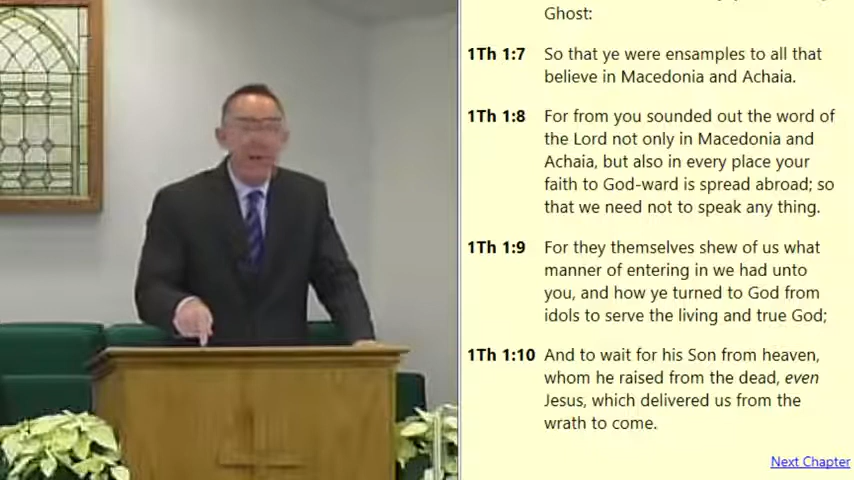 Ghost:
1Th 1:7 So that ye were ensamples to all that
believe in Macedonia and Achaia.
1Th 1:8 For from you sounded out the word of
the Lord not only in Macedonia and
Achaia, but also in every place your
faith to God-ward is spread abroad; so
that we need not to speak any thing.
1Th 1:9 For they themselves shew of us what
manner of entering in we had unto
you, and how ye turned to God from
idols to serve the living and true God;
1Th 1:10 And to wait for his Son from heaven,
whom he raised from the dead, even
Jesus, which delivered us from the
wrath to come.
Next Chapter